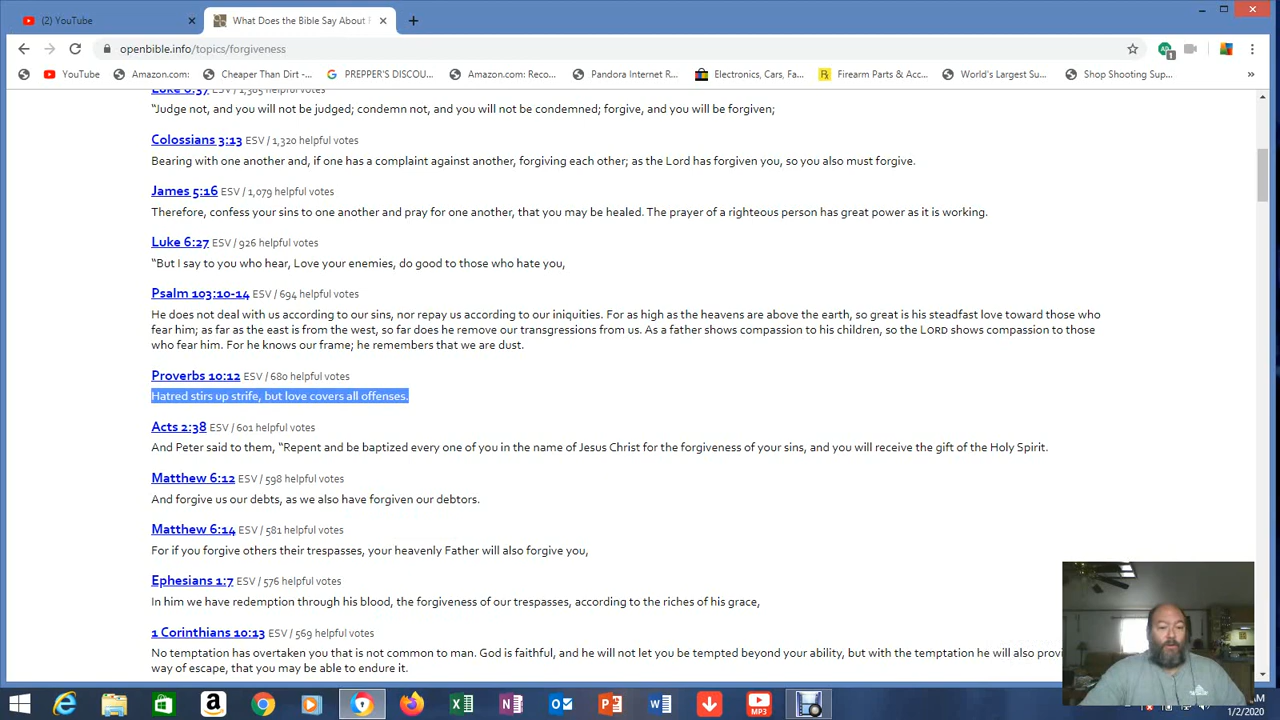 (2) YouTube
What Does the Bible Say About
openbible.info/topics/forgiveness
1
YouTube
Amazon.com:
Cheaper Than Dirt -...
PREPPER'S DISCOU...
Amazon.com: Reco...
Pandora Internet R...
Electronics, Cars, Fa...
Firearm Parts & Acc...
World's Largest Su...
Shop Shooting Sup...
»
Luke 6:37 ESV / 1,365 helpful votes
“Judge not, and you will not be judged; condemn not, and you will not be condemned; forgive, and you will be forgiven;
Colossians 3:13 ESV / 1,320 helpful votes
Bearing with one another and, if one has a complaint against another, forgiving each other; as the Lord has forgiven you, so you also must forgive.
James 5:16 ESV / 1,079 helpful votes
Therefore, confess your sins to one another and pray for one another, that you may be healed. The prayer of a righteous person has great power as it is working.
Luke 6:27 ESV / 926 helpful votes
“But I say to you who hear, Love your enemies, do good to those who hate you,
Psalm 103:10-14 ESV / 694 helpful votes
He does not deal with us according to our sins, nor repay us according to our iniquities. For as high as the heavens are above the earth, so great is his steadfast love toward those who
fear him; as far as the east is from the west, so far does he remove our transgressions from us. As a father shows compassion to his children, so the LORD shows compassion to those
who fear him. For he knows our frame; he remembers that we are dust.
Proverbs 10:12 ESV / 680 helpful votes
Hatred stirs up strife, but love covers all offenses.
Acts 2:38 ESV / 601 helpful votes
And Peter said to them, “Repent and be baptized every one of you in the name of Jesus Christ for the forgiveness of your sins, and you will receive the gift of the Holy Spirit.
Matthew 6:12 ESV / 598 helpful votes
And forgive us our debts, as we also have forgiven our debtors.
Matthew 6:14 ESV / 581 helpful votes
For if you forgive others their trespasses, your heavenly Father will also forgive you,
Ephesians 1:7 ESV / 576 helpful votes
In him we have redemption through his blood, the forgiveness of our trespasses, according to the riches of his grace,
1 Corinthians 10:13 ESV / 569 helpful votes
No temptation has overtaken you that is not common to man. God is faithful, and he will not let you be tempted beyond your ability, but with the temptation he will also provi
way of escape, that you may be able to endure it.
MP3
AM
1/2/2020